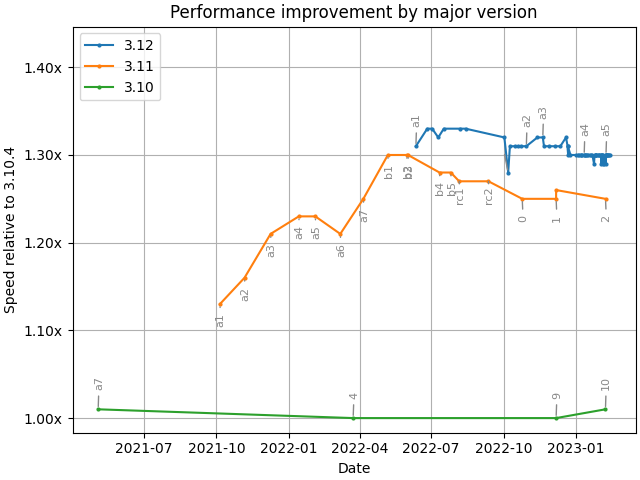 Performance improvement by major version
3.12
3.11
3.10
1.40x
1.30x
1.20x
1.10x
1.00x
Speed relative to 3.10.4
a1
a2
a3
a4
a5
a1
a2
a3
a4
a5
a6
a7
b1
b3
b4
b5
rc1
rc2
0
1
2
a7
4
9
10
2021-07
2021-10
2022-01
2022-04
2022-07
2022-10
2023-01
Date